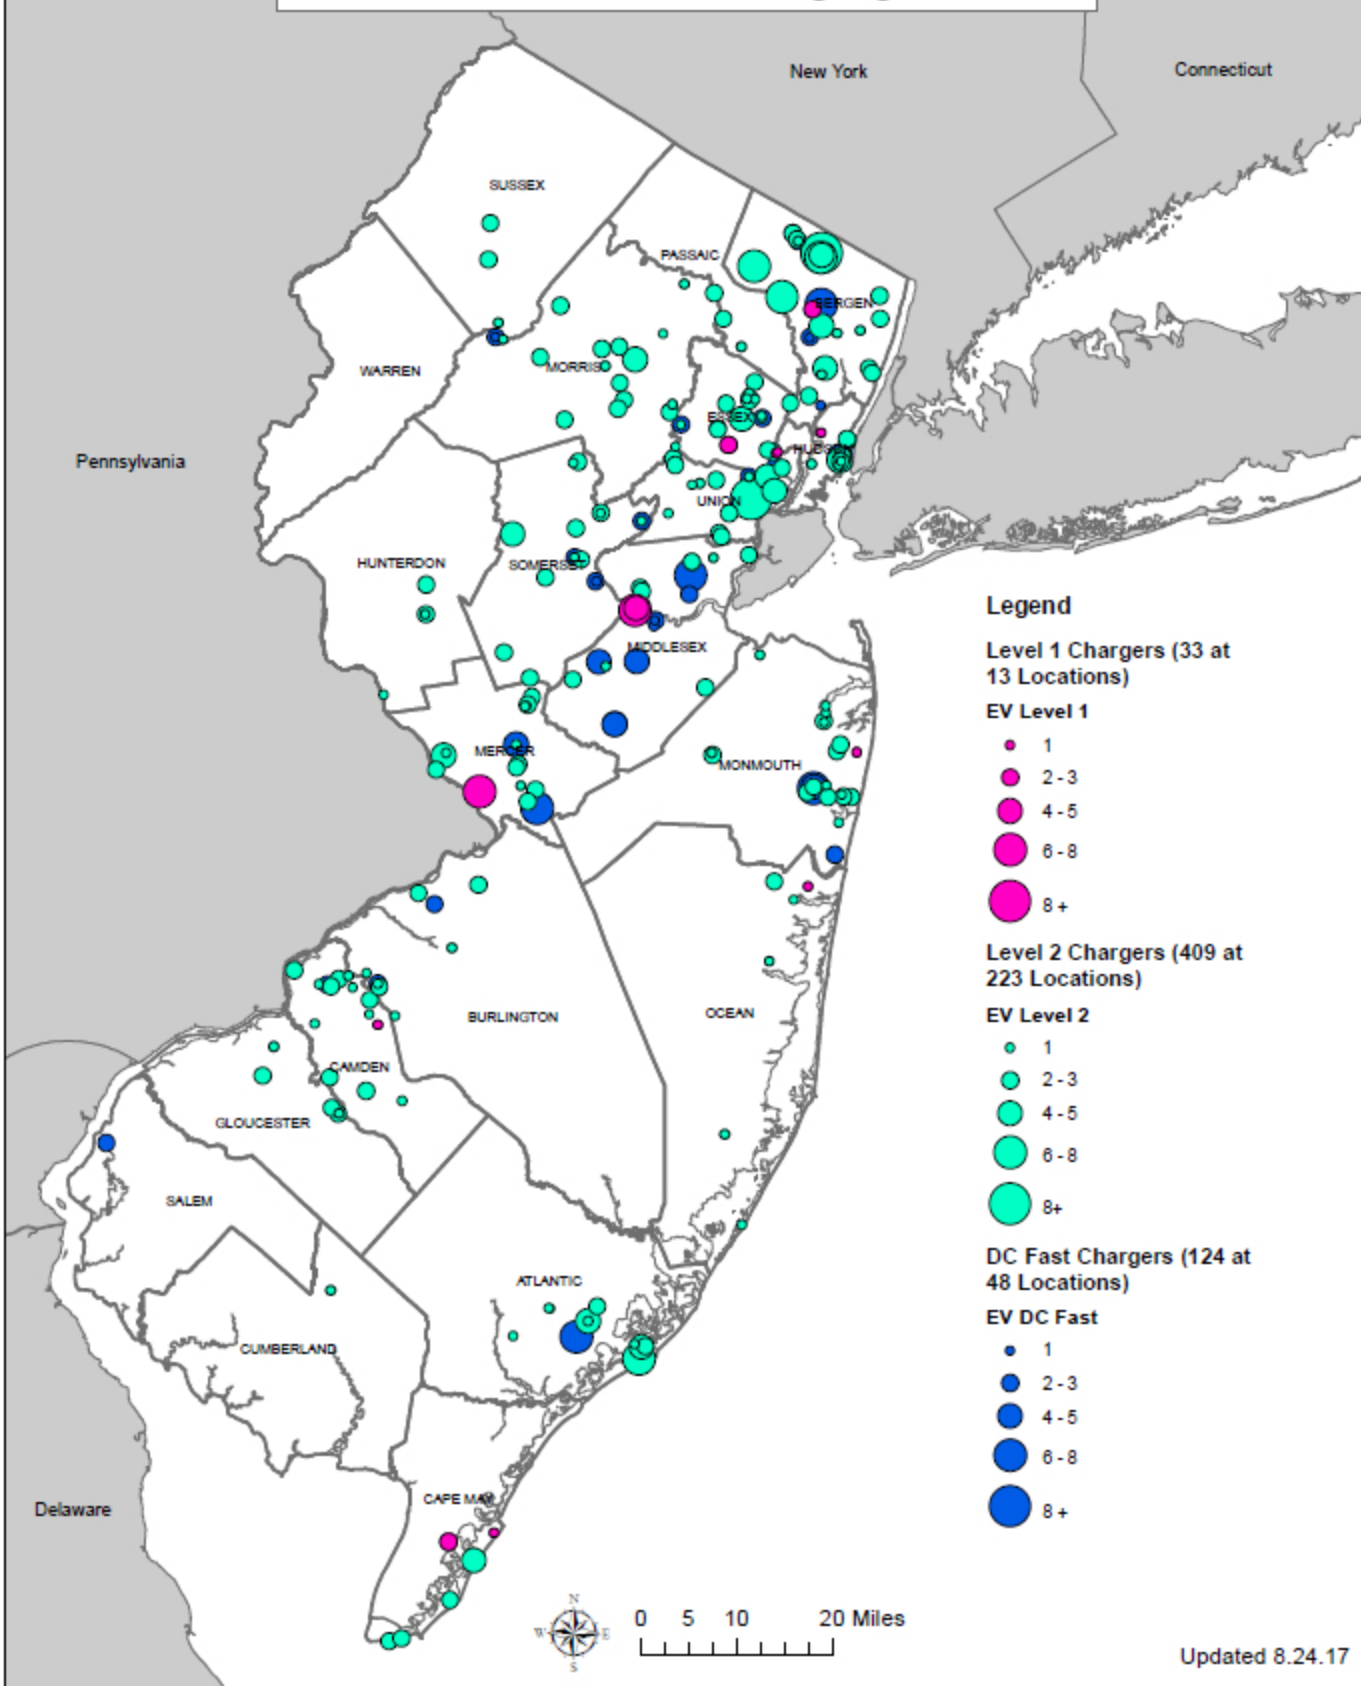 New York
Connecticut
SUSSEX
PASSAIC
BERGEN
WARREN
MORRIS
ESSEX
HUDSON
Pennsylvania
UNION
HUNTERDON
SOMERSET
MIDDLESEX
MERCER
MONMOUTH
BURLINGTON
OCEAN
CAMDEN
GLOUCESTER
SALEM
ATLANTIC
CUMBERLAND
CAPE MAY
Delaware
Legend
Level 1 Chargers (33 at
13 Locations)
EV Level 1
1
2 - 3
4 - 5
6 - 8
8 +
Level 2 Chargers (409 at
223 Locations)
EV Level 2
1
2 - 3
4 - 5
6 - 8
8+
DC Fast Chargers (124 at
48 Locations)
EV DC Fast
1
2 - 3
4 - 5
6 - 8
8 +
N
W E
S
0 5 10 20 Miles
Updated 8.24.17